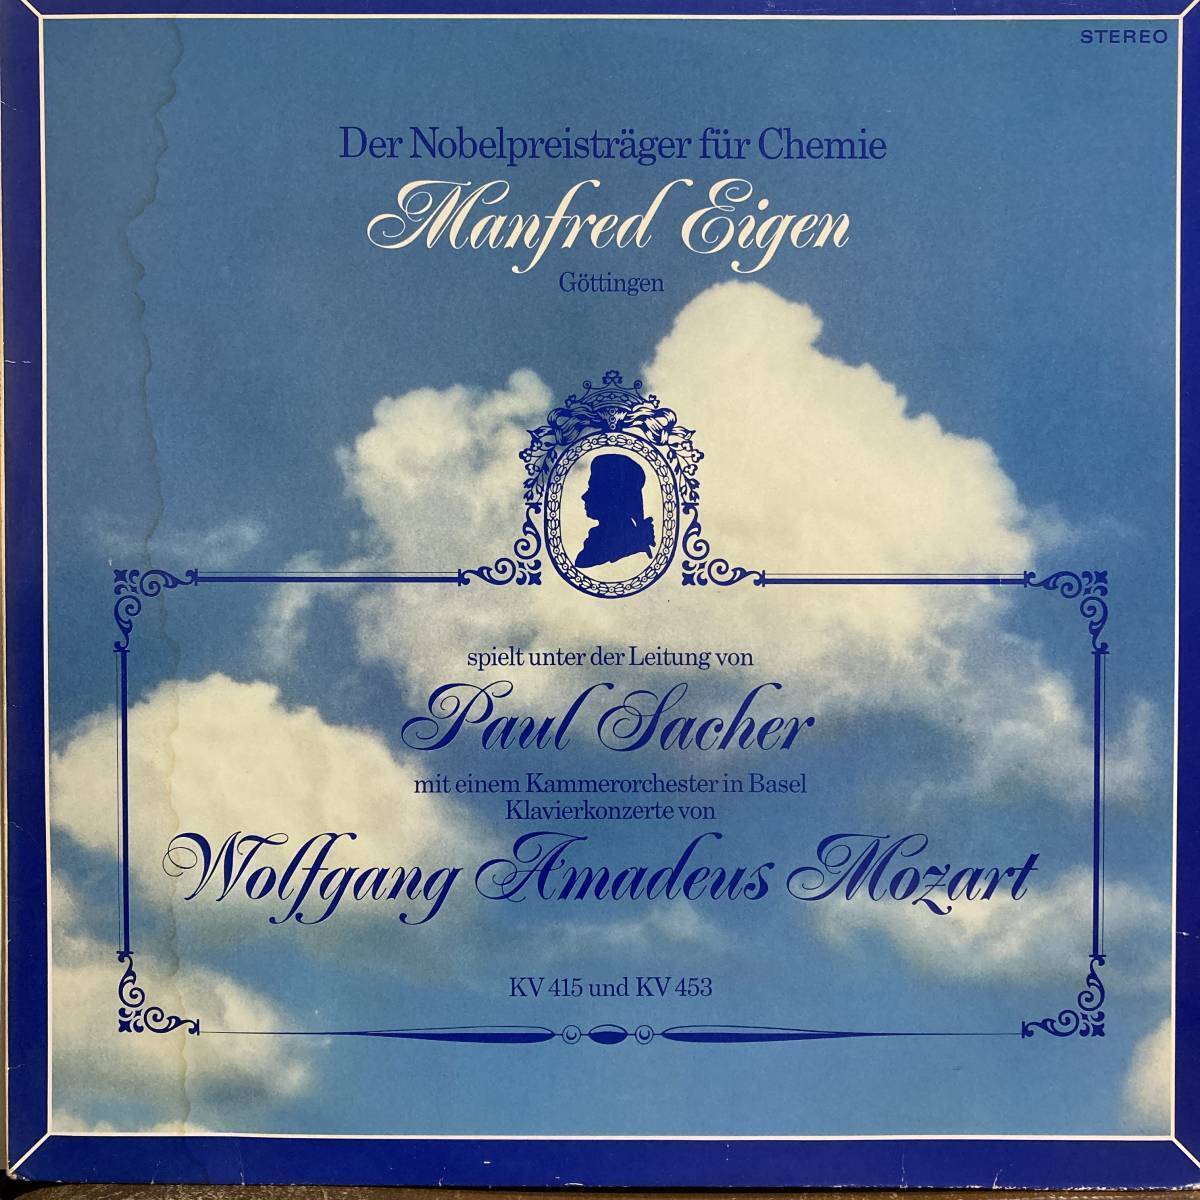 STEREO
Der Nobelpreisträger für Chemie
Manfred Eigen
Göttingen
spielt unter der Leitung von
Paul Sacher
mit einem Kammerorchester in Basel
Klavierkonzerte von
Wolfgang Amadeus Mozart
KV 415 und KV 453